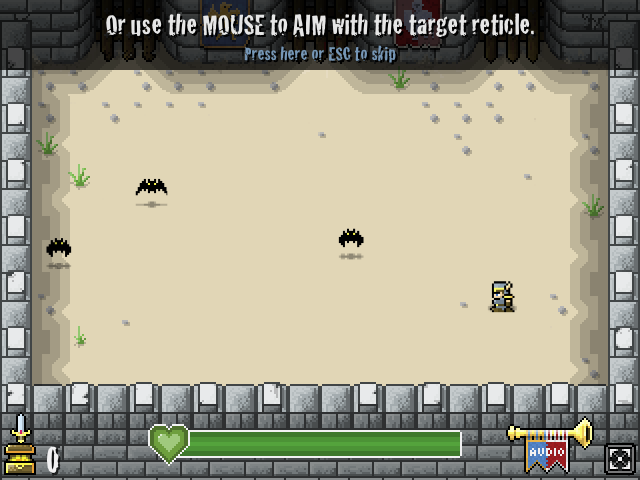 Or use the MOUSE to AIM with the target reticle.
Press here or ESC to skip
0
AUDIO